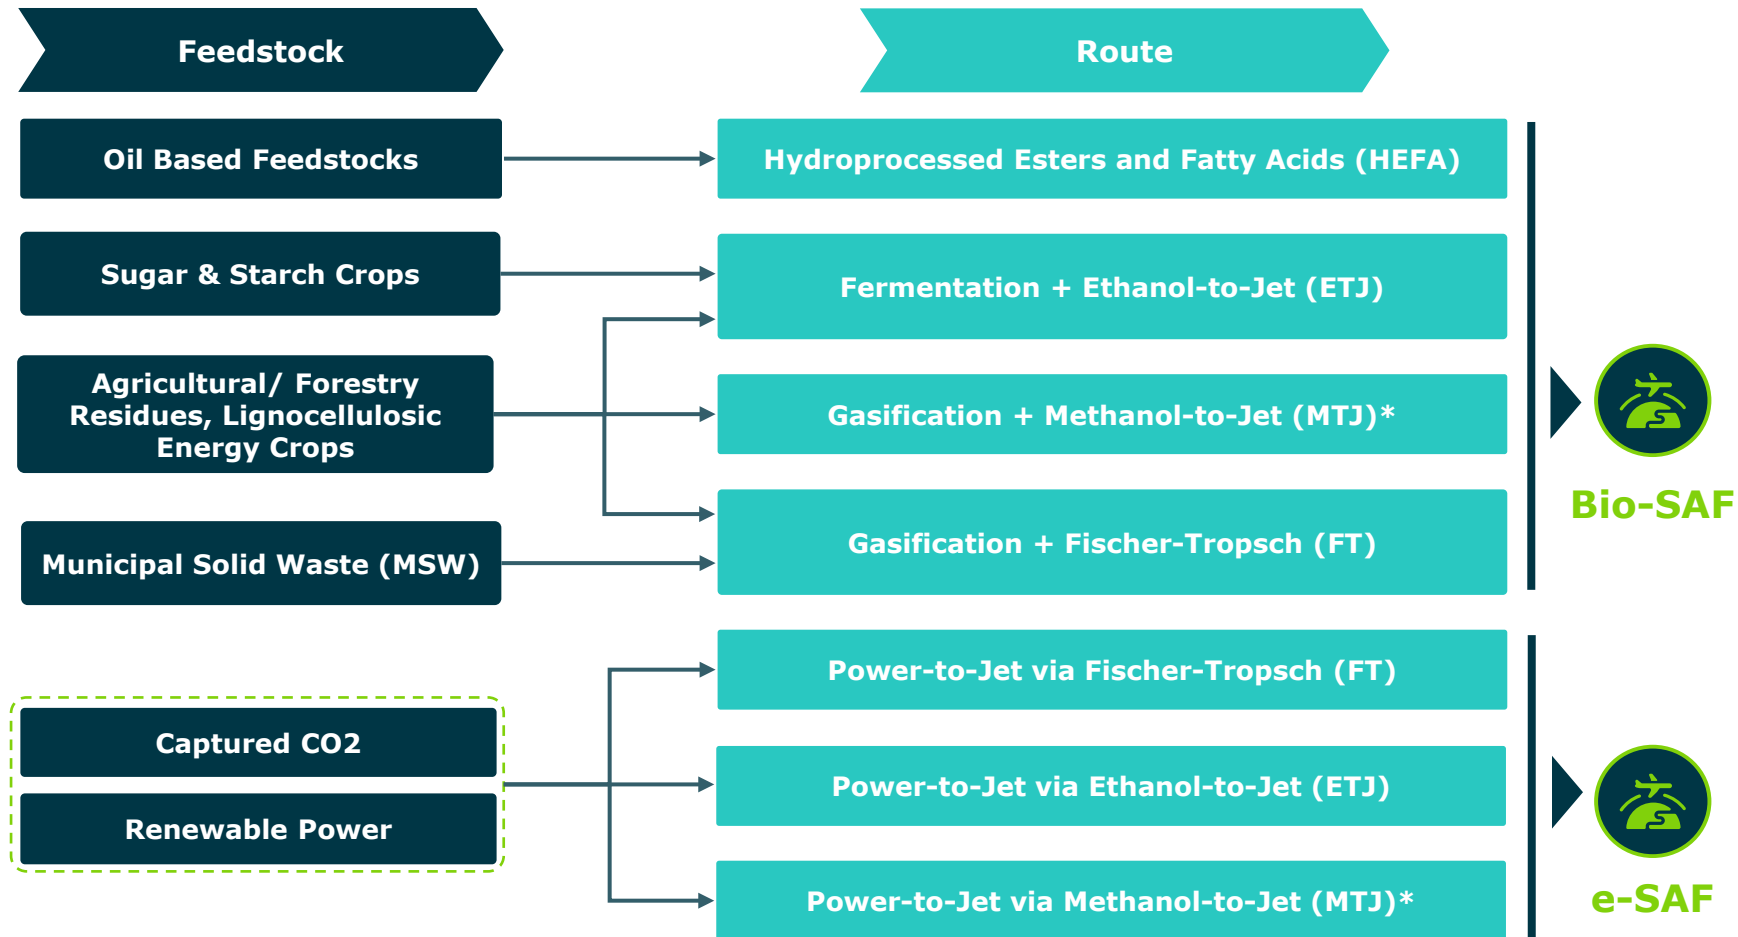 Feedstock
Route
Oil Based Feedstocks
Hydroprocessed Esters and Fatty Acids (HEFA)
Sugar & Starch Crops
Fermentation + Ethanol-to-Jet (ETJ)
Agricultural/ Forestry
Residues, Lignocellulosic
Energy Crops
Gasification + Methanol-to-Jet (MTJ)*
Municipal Solid Waste (MSW)
Gasification + Fischer-Tropsch (FT)
Bio-SAF
Captured CO2
Renewable Power
Power-to-Jet via Fischer-Tropsch (FT)
Power-to-Jet via Ethanol-to-Jet (ETJ)
Power-to-Jet via Methanol-to-Jet (MTJ)*
e-SAF